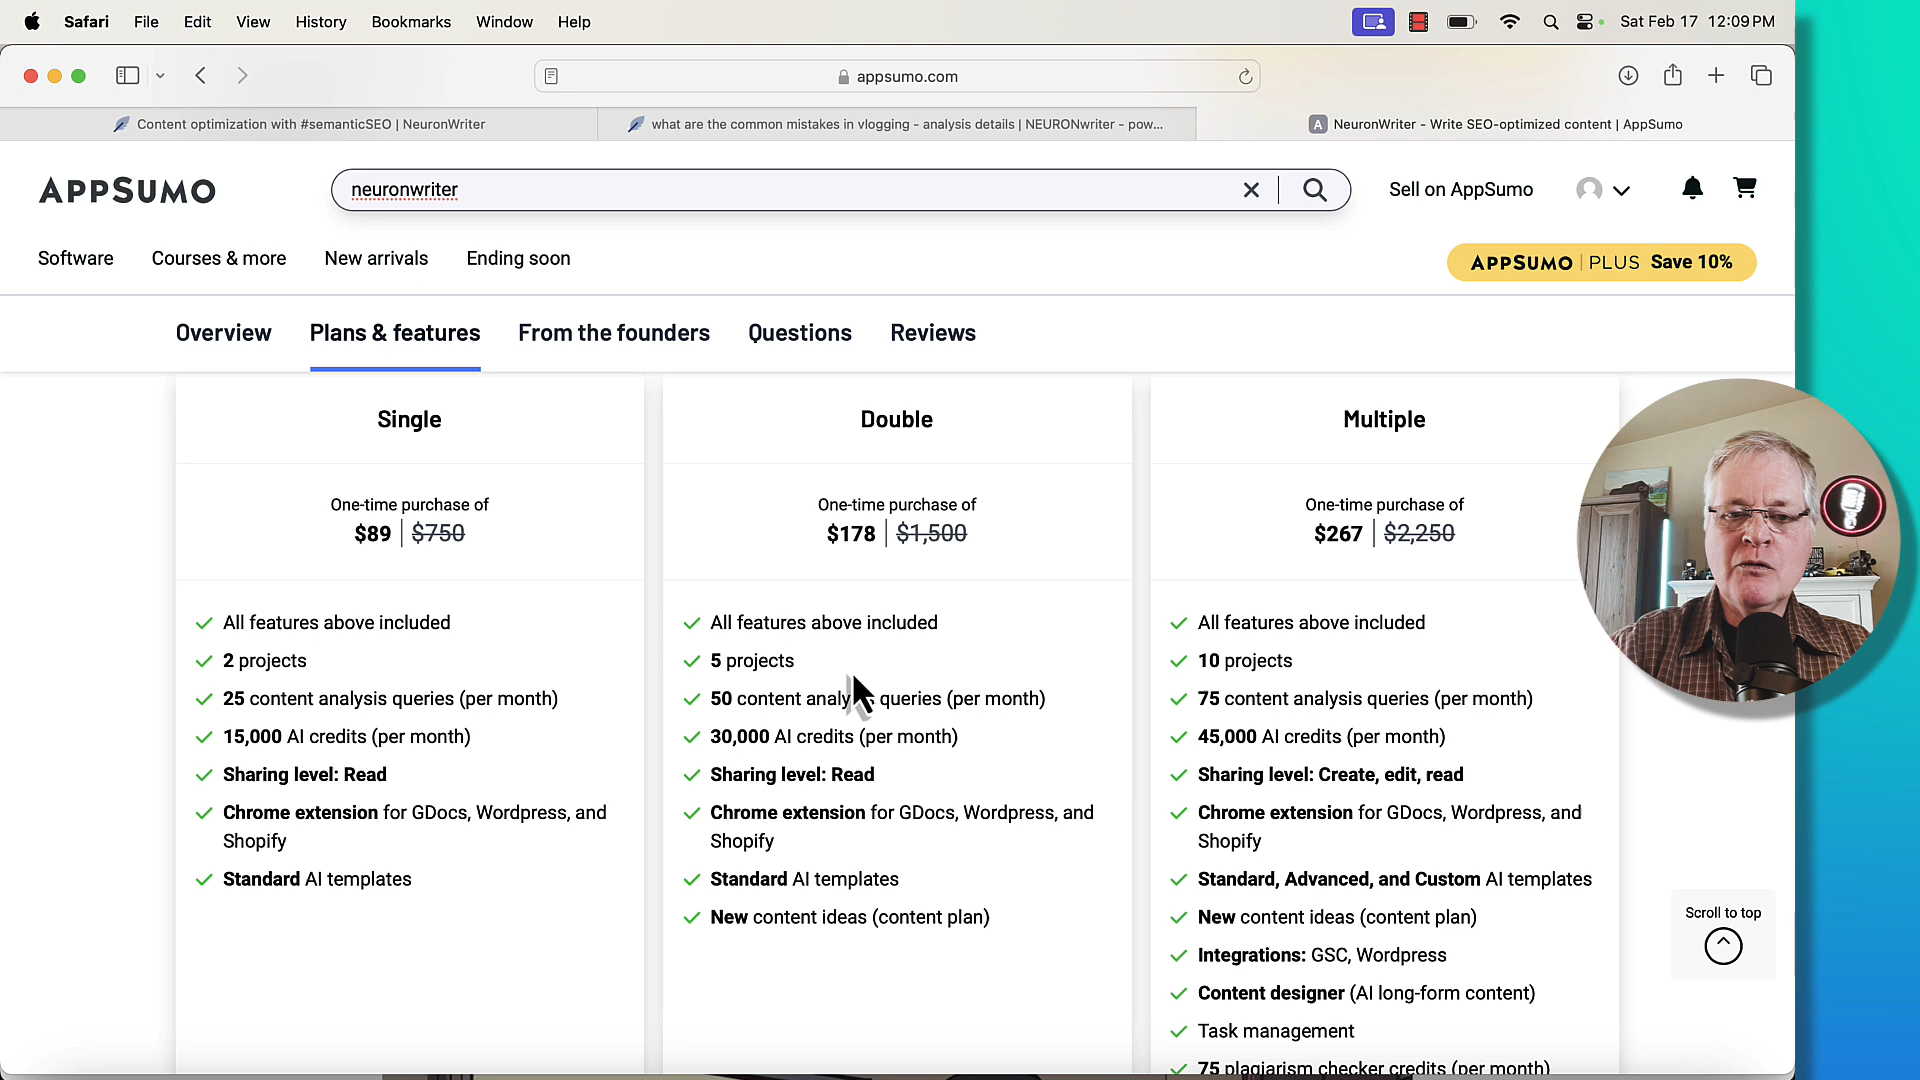 Safari File Edit View History Bookmarks Window Help Sat Feb 17 12:09 PM
appsumo.com
Content optimization with #semanticSEO | NeuronWriter
what are the common mistakes in vlogging - analysis details | NEURONwriter - pow...
A NeuronWriter - Write SEO-optimized content | AppSumo
APPSUMO
neuronwriter
Sell on AppSumo
Software Courses & more New arrivals Ending soon
APPSUMO | PLUS Save 10%
Overview Plans & features From the founders Questions Reviews
Single
One-time purchase of
$89 | $750
All features above included
2 projects
25 content analysis queries (per month)
15,000 AI credits (per month)
Sharing level: Read
Chrome extension for GDocs, Wordpress, and
Shopify
Standard AI templates
Double
One-time purchase of
$178 | $1,500
All features above included
5 projects
50 content analy queries (per month)
30,000 AI credits (per month)
Sharing level: Read
Chrome extension for GDocs, Wordpress, and
Shopify
Standard AI templates
New content ideas (content plan)
Multiple
One-time purchase of
$267 | $2,250
All features above included
10 projects
75 content analysis queries (per month)
45,000 AI credits (per month)
Sharing level: Create, edit, read
Chrome extension for GDocs, Wordpress, and
Shopify
Standard, Advanced, and Custom AI templates
New content ideas (content plan)
Integrations: GSC, Wordpress
Content designer (AI long-form content)
Task management
75 plagiarism checker credits (per month)
Scroll to top